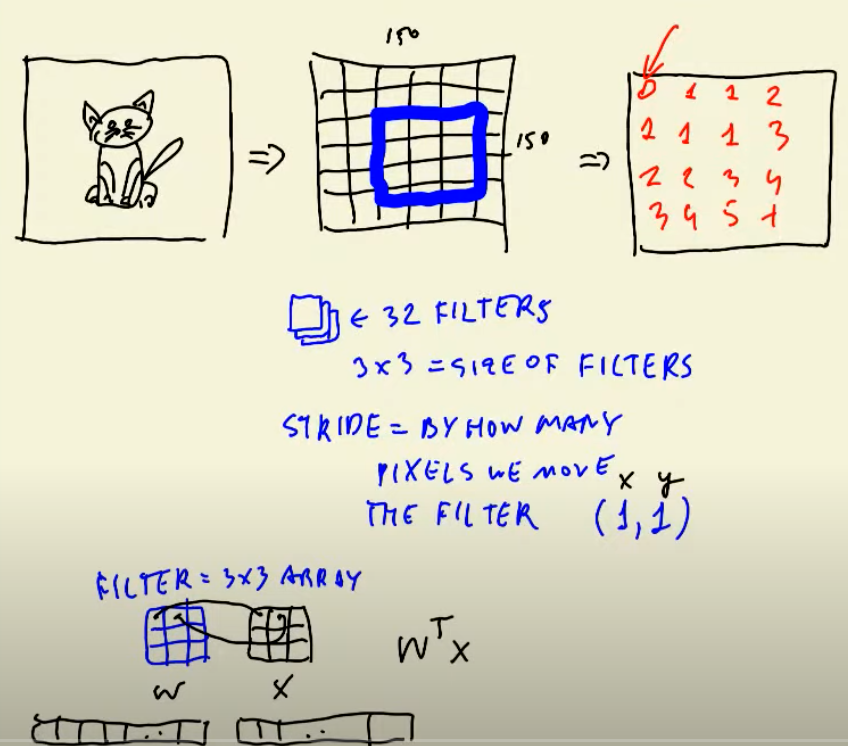 150
150
0 1 1 2
1 1 1 3
2 2 3 4
3 4 5 1
← 32 FILTERS
3x3 = SIZE OF FILTERS
STRIDE = BY HOW MANY
PIXELS WE MOVE
x y
THE FILTER (1,1)
FILTER = 3x3 ARRAY
WᵀX
W X